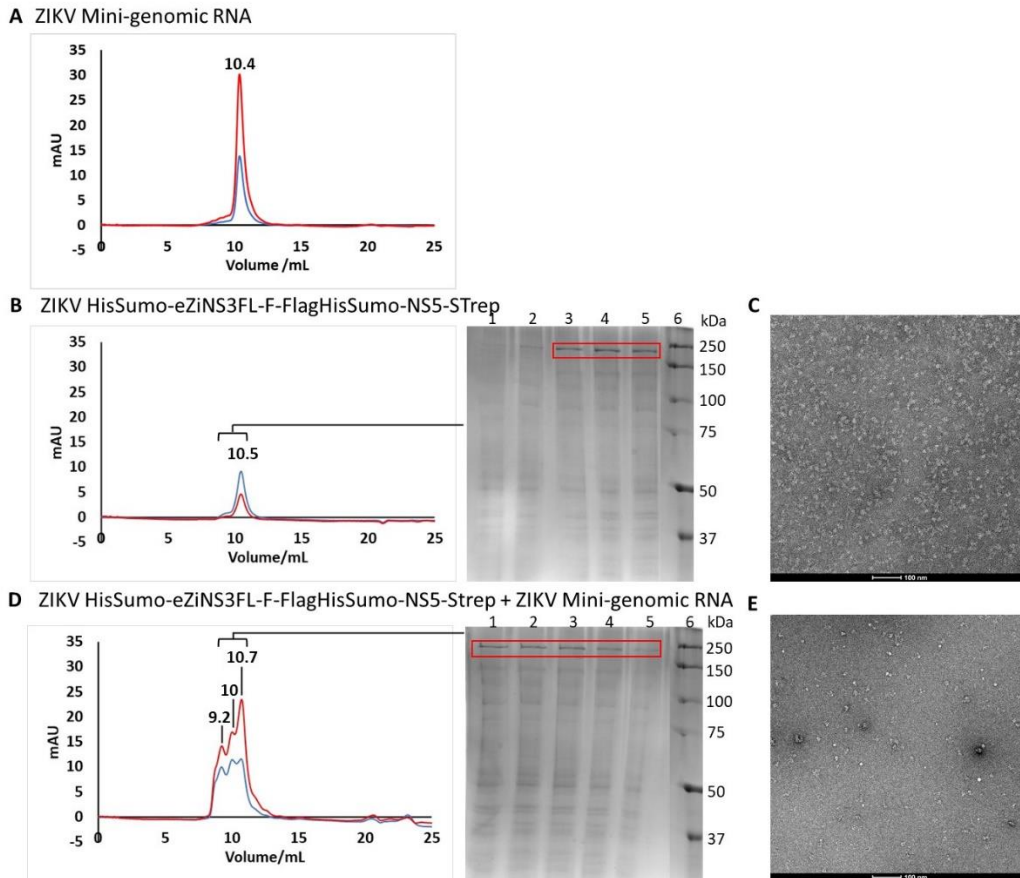 A ZIKV Mini-genomic RNA
35
30
25
20
15
10
5
0
-5
mAU
10.4
0 5 10 15 20 25
Volume /mL
B ZIKV HisSumo-eZiNS3FL-F-FlagHisSumo-NS5-STrep
35
30
25
20
15
10
5
0
-5
mAU
10.5
0 5 10 15 20 25
Volume/mL
1 2 3 4 5 6 kDa
250
150
100
75
50
37
C
100 nm
D ZIKV HisSumo-eZiNS3FL-F-FlagHisSumo-NS5-Strep + ZIKV Mini-genomic RNA
35
30
25
20
15
10
5
0
-5
mAU
9.2
10
10.7
0 5 10 15 20 25
Volume/mL
1 2 3 4 5 6 kDa
250
150
100
75
50
37
E
100 nm